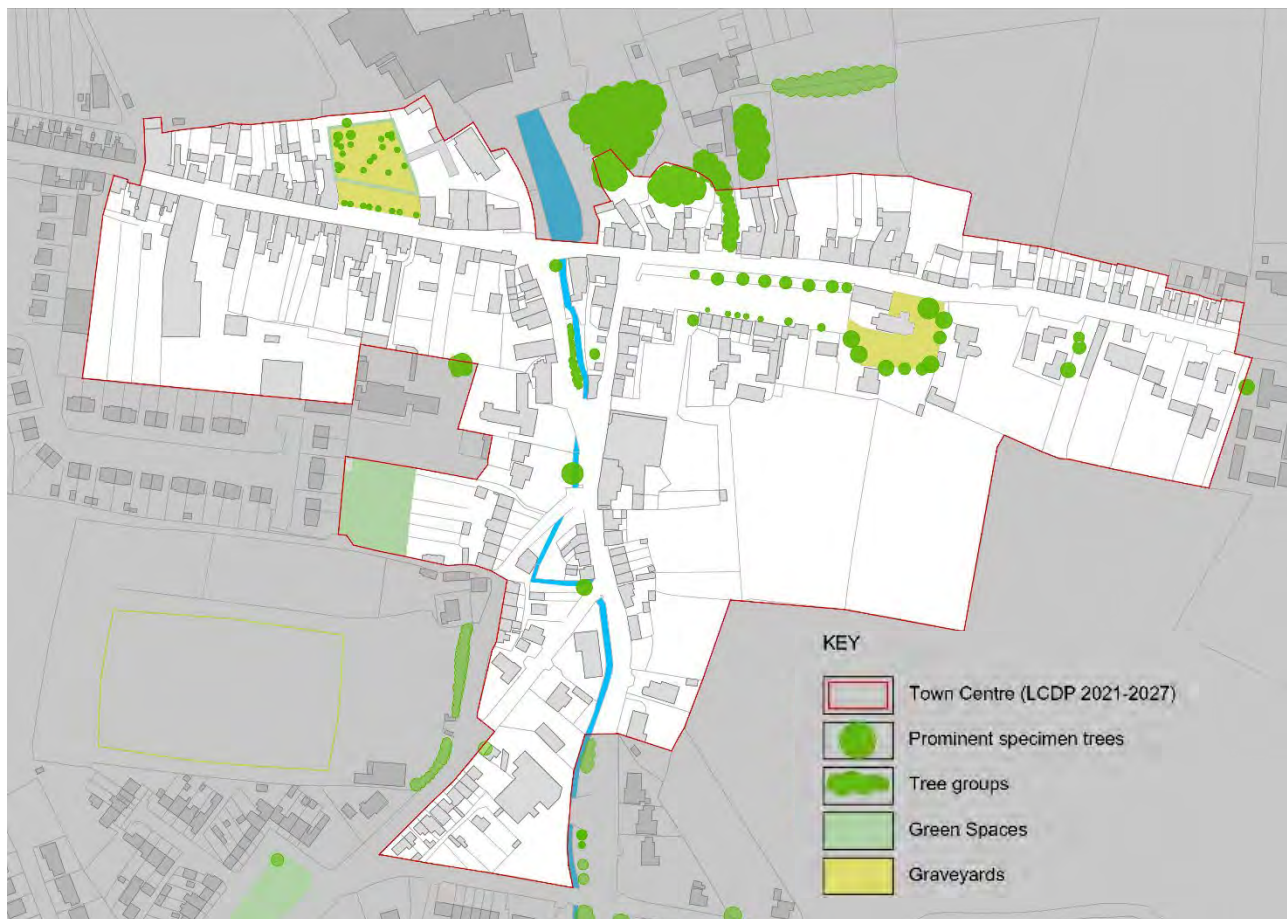 KEY
Town Centre (LCDP 2021-2027)
Prominent specimen trees
Tree groups
Green Spaces
Graveyards